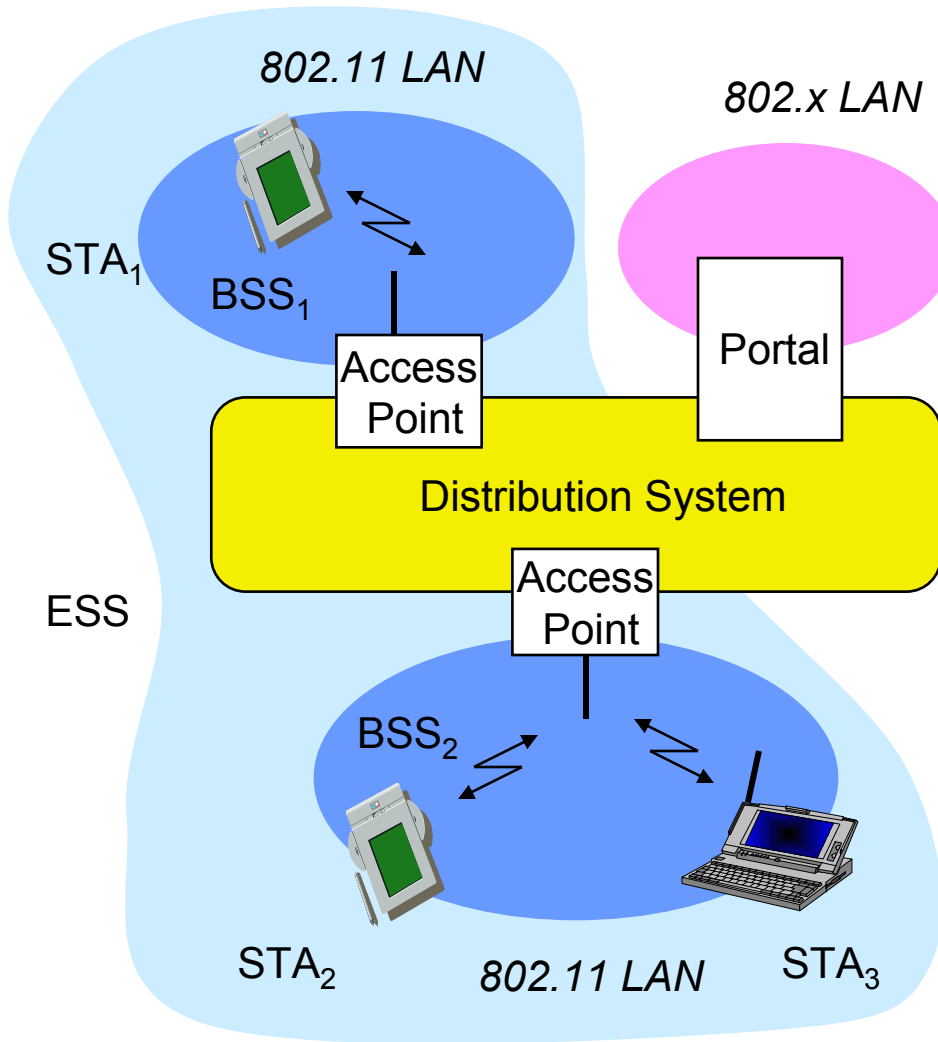 802.11 LAN
802.x LAN
STA₁
BSS₁
Access
Point
Portal
Distribution System
Access
Point
ESS
BSS₂
STA₂
802.11 LAN
STA₃